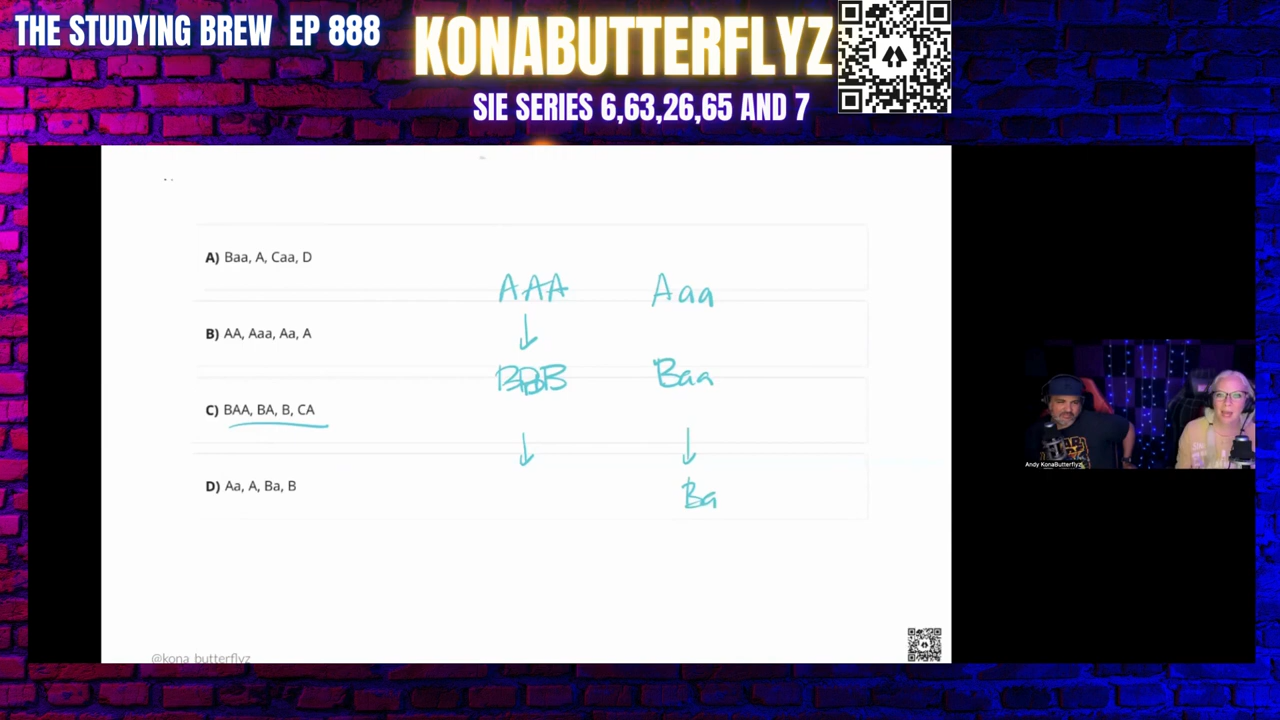 THE STUDYING BREW EP 888
KONABUTTERFLYZ
SIE SERIES 6,63,26,65 AND 7
A) Baa, A, Caa, D
AAA Aaa
B) AA, Aaa, Aa, A
BBB Baa
C) BAA, BA, B, CA
D) Aa, A, Ba, B
Ba
Andy KonaButterflyz
@kona_butterflyz